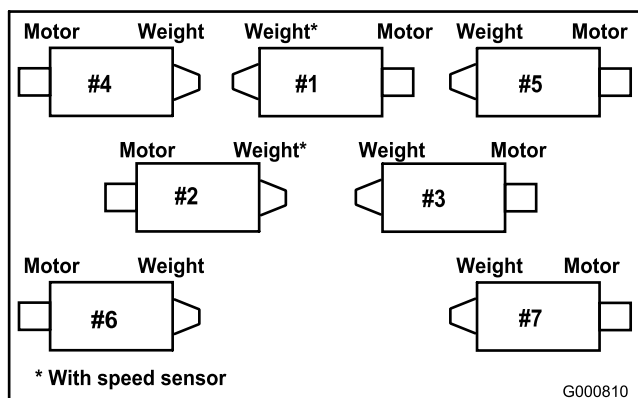 Motor Weight Weight* Motor Weight Motor
#4 #1 #5
Motor Weight* Weight Motor
#2 #3
Motor Weight Weight Motor
#6 #7
* With speed sensor
G000810